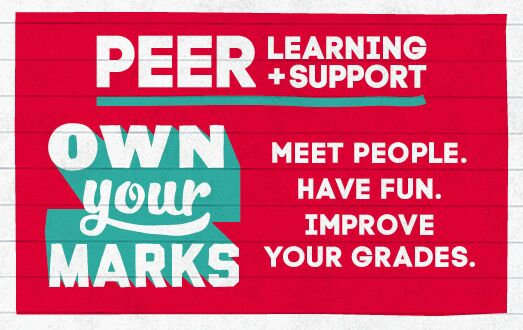 PEER LEARNING
+SUPPORT
OWN
your
MARKS
MEET PEOPLE.
HAVE FUN.
IMPROVE
YOUR GRADES.